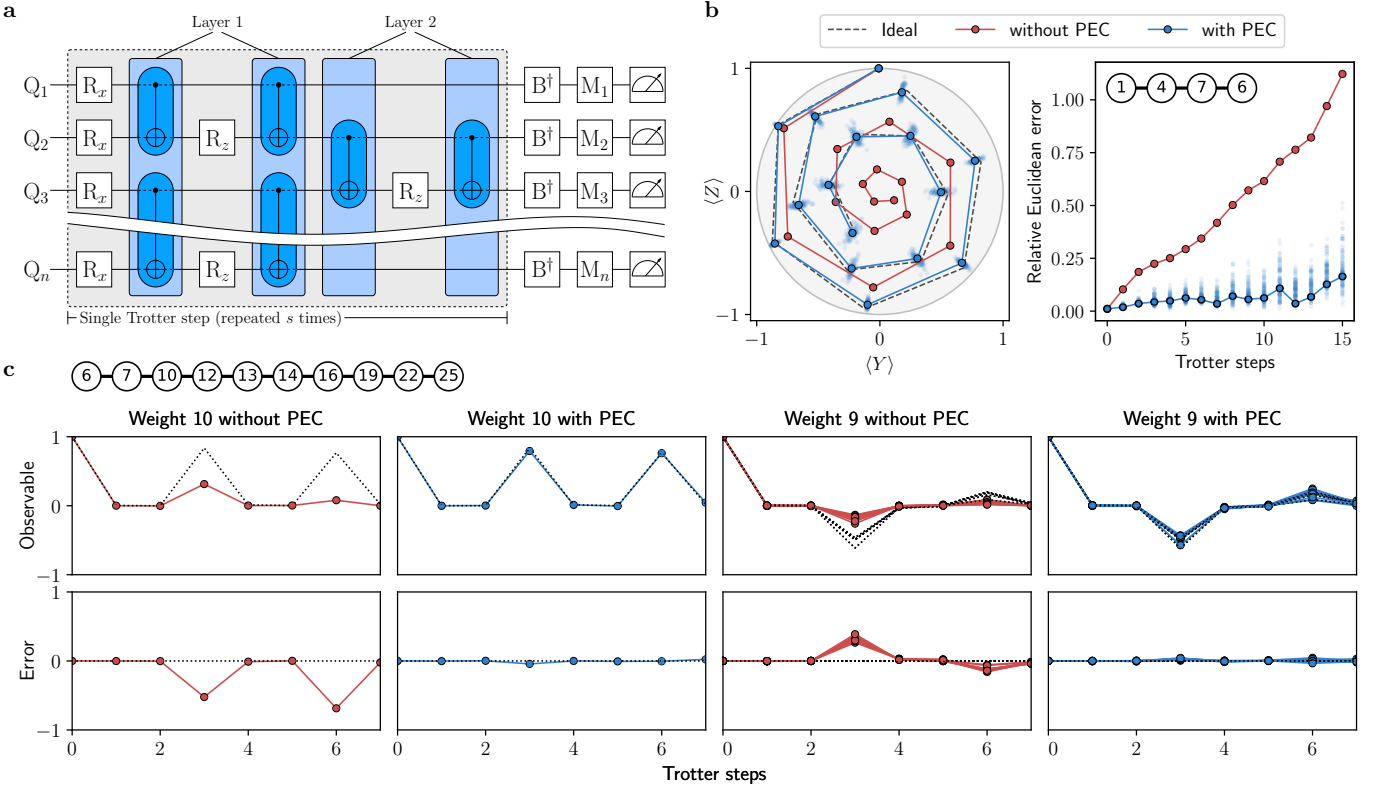 a
Layer 1
Layer 2
Q1 Rx B† M1
Q2 Rx Rz B† M2
Q3 Rx Rz B† M3
Qn Rx Rz B† Mn
Single Trotter step (repeated s times)
b
Ideal
without PEC
with PEC
1
0
−1
⟨Z⟩
−1 0 1
⟨Y⟩
1 4 7 6
1.00
0.75
0.50
0.25
0.00
Relative Euclidean error
0 5 10 15
Trotter steps
c
6 7 10 12 13 14 16 19 22 25
Weight 10 without PEC
Weight 10 with PEC
Weight 9 without PEC
Weight 9 with PEC
1
0
−1
Observable
1
0
−1
Error
0 2 4 6
0 2 4 6
0 2 4 6
0 2 4 6
Trotter steps